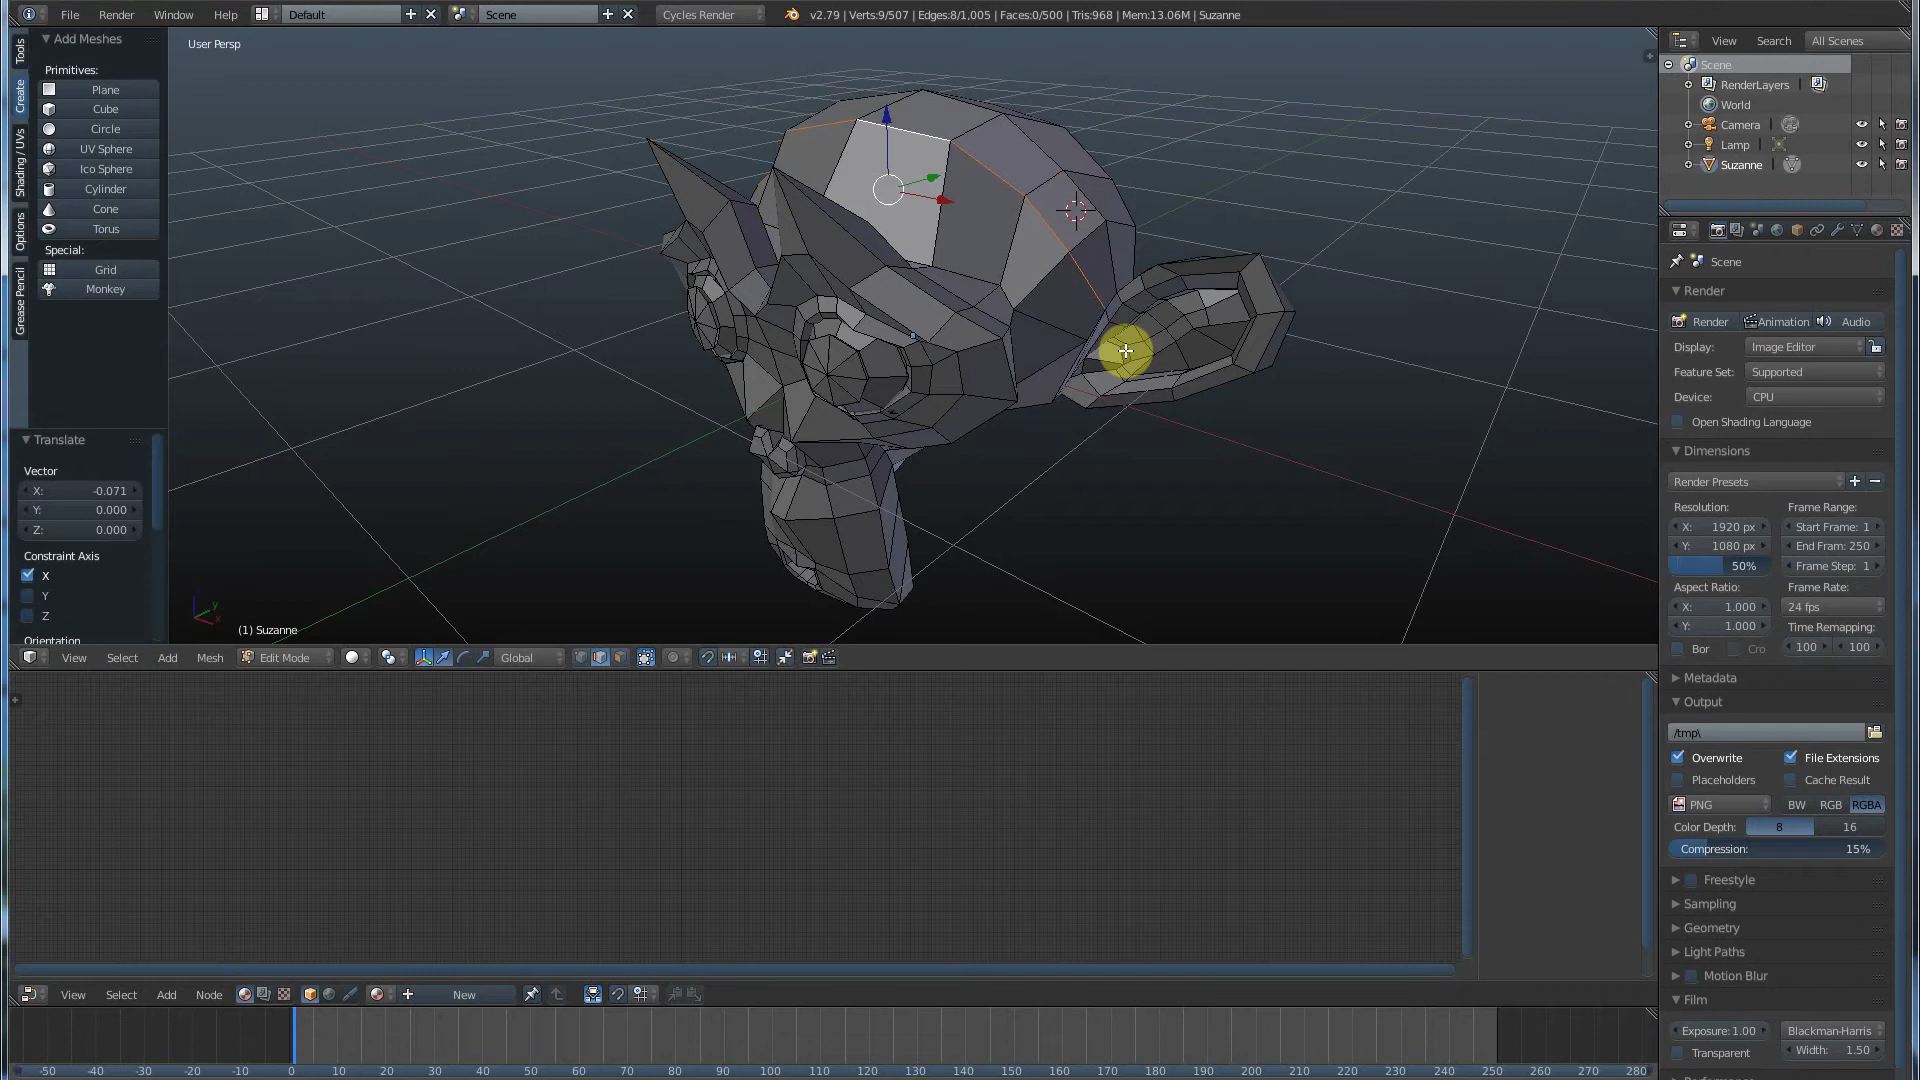 File Render Window Help Default Scene Cycles Render v2.79 | Verts:9/507 | Edges:8/1,005 | Faces:0/500 | Tris:968 | Mem:13.06M | Suzanne
Tools
Create
Shading / UVs
Options
Grease Pencil
Add Meshes
Primitives:
Plane
Cube
Circle
UV Sphere
Ico Sphere
Cylinder
Cone
Torus
Special:
Grid
Monkey
Translate
Vector
X: -0.071
Y: 0.000
Z: 0.000
Constraint Axis
X
Y
Z
Orientation
User Persp
(1) Suzanne
View Select Add Mesh Edit Mode Global
View Select Add Node New
-50 -40 -30 -20 -10 0 10 20 30 40 50 60 70 80 90 100 110 120 130 140 150 160 170 180 190 200 210 220 230 240 250 260 270 280
View Search All Scenes
Scene
RenderLayers
World
Camera
Lamp
Suzanne
Scene
Render
Render Animation Audio
Display: Image Editor
Feature Set: Supported
Device: CPU
Open Shading Language
Dimensions
Render Presets
Resolution: Frame Range:
X: 1920 px Start Frame: 1
Y: 1080 px End Fram: 250
50% Frame Step: 1
Aspect Ratio: Frame Rate:
X: 1.000 24 fps
Y: 1.000 Time Remapping:
Bor Cro 100 100
Metadata
Output
/tmp\
Overwrite File Extensions
Placeholders Cache Result
PNG BW RGB RGBA
Color Depth: 8 16
Compression: 15%
Freestyle
Sampling
Geometry
Light Paths
Motion Blur
Film
Exposure: 1.00 Blackman-Harris
Transparent Width: 1.50